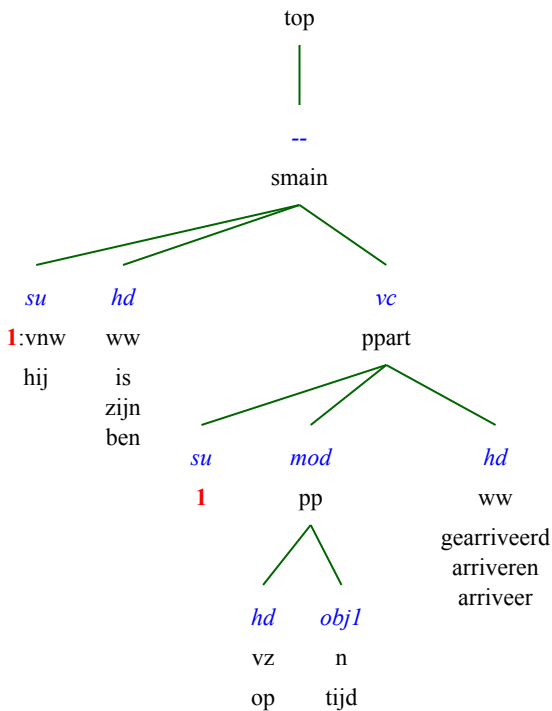 top
--
smain
su hd vc
1:vnw ww ppart
hij is
zijn
ben
su mod hd
1 pp ww
gearriveerd
arriveren
arriveer
hd obj1
vz n
op tijd